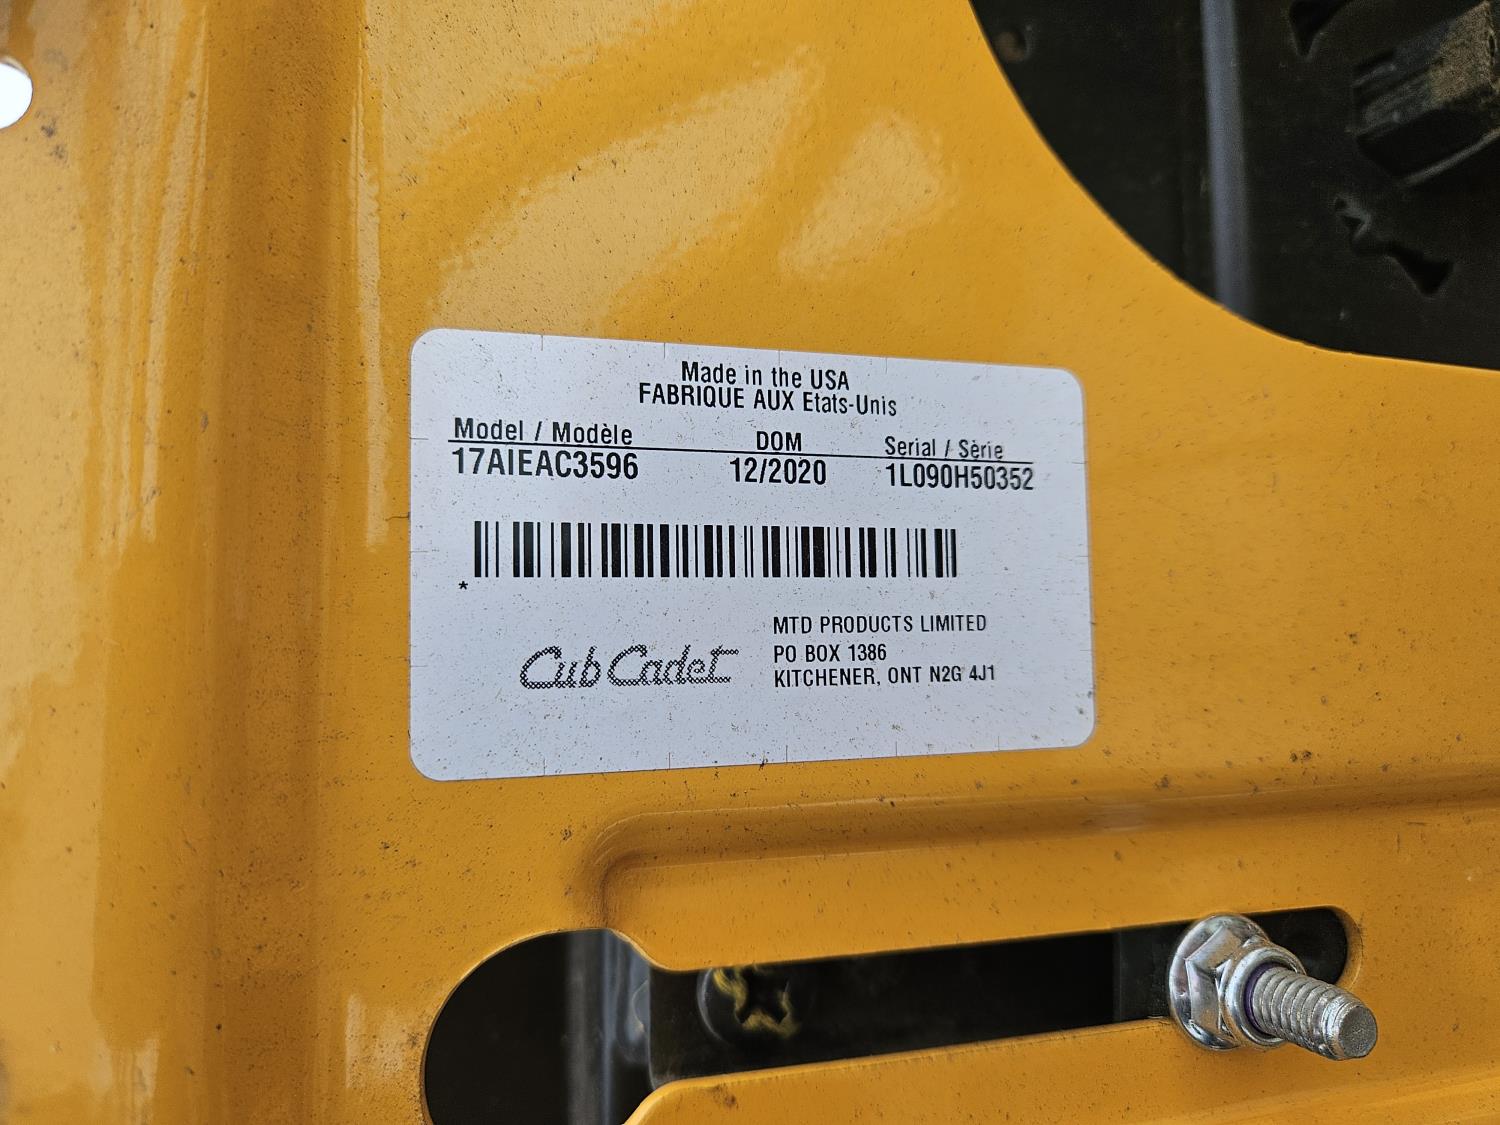 Made in the USA
FABRIQUE AUX Etats-Unis
Model / Modèle DOM Serial / Série
17AIEAC3596 12/2020 1L090H50352
*
Cub Cadet
MTD PRODUCTS LIMITED
PO BOX 1386
KITCHENER, ONT N2G 4J1